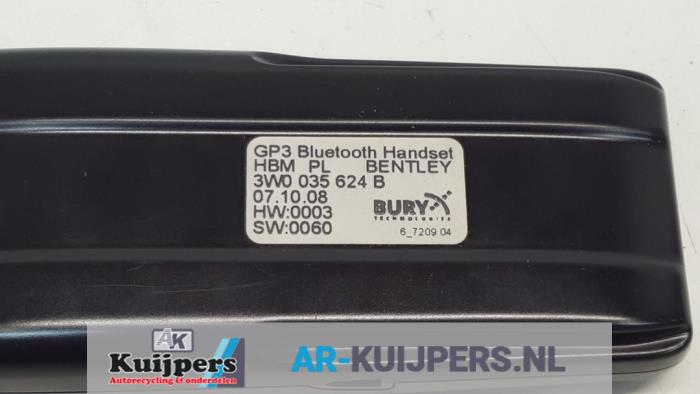 GP3 Bluetooth Handset
HBM PL BENTLEY
3W0 035 624 B
07.10.08
HW:0003
SW:0060
BURY
TECHNOLOGIES
6_7209 04
AK
Kuijpers
Autorecycling & onderdelen
AR-KUIJPERS.NL